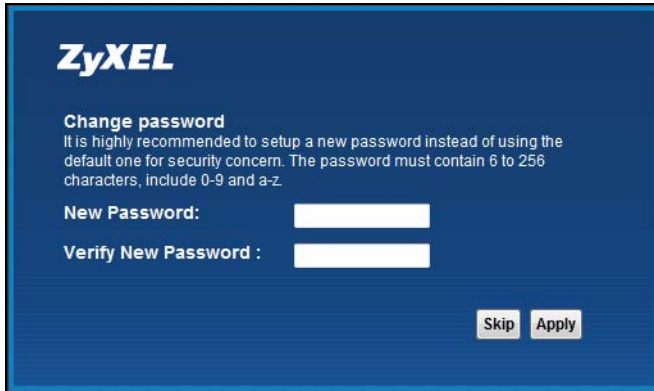 ZyXEL
Change password
It is highly recommended to setup a new password instead of using the
default one for security concern. The password must contain 6 to 256
characters, include 0-9 and a-z.
New Password:
Verify New Password :
Skip Apply